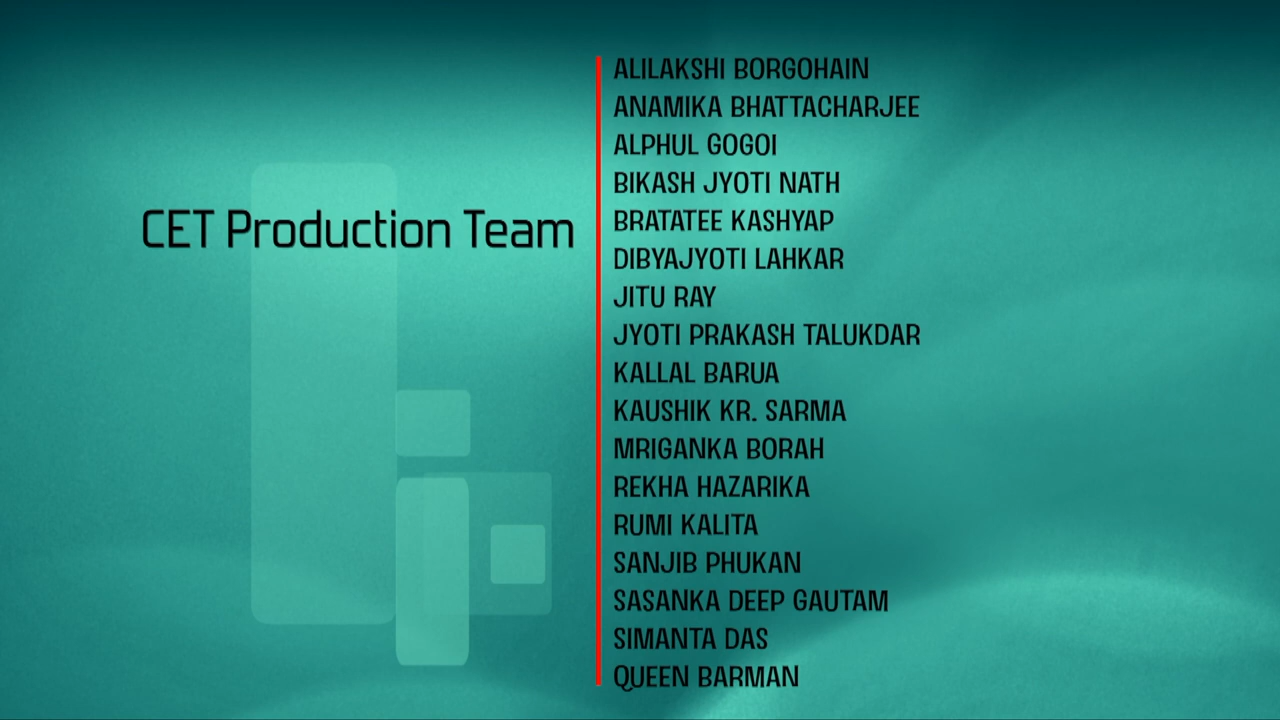 CET Production Team
ALILAKSHI BORGOHAIN
ANAMIKA BHATTACHARJEE
ALPHUL GOGOI
BIKASH JYOTI NATH
BRATATEE KASHYAP
DIBYAJYOTI LAHKAR
JITU RAY
JYOTI PRAKASH TALUKDAR
KALLAL BARUA
KAUSHIK KR. SARMA
MRIGANKA BORAH
REKHA HAZARIKA
RUMI KALITA
SANJIB PHUKAN
SASANKA DEEP GAUTAM
SIMANTA DAS
QUEEN BARMAN